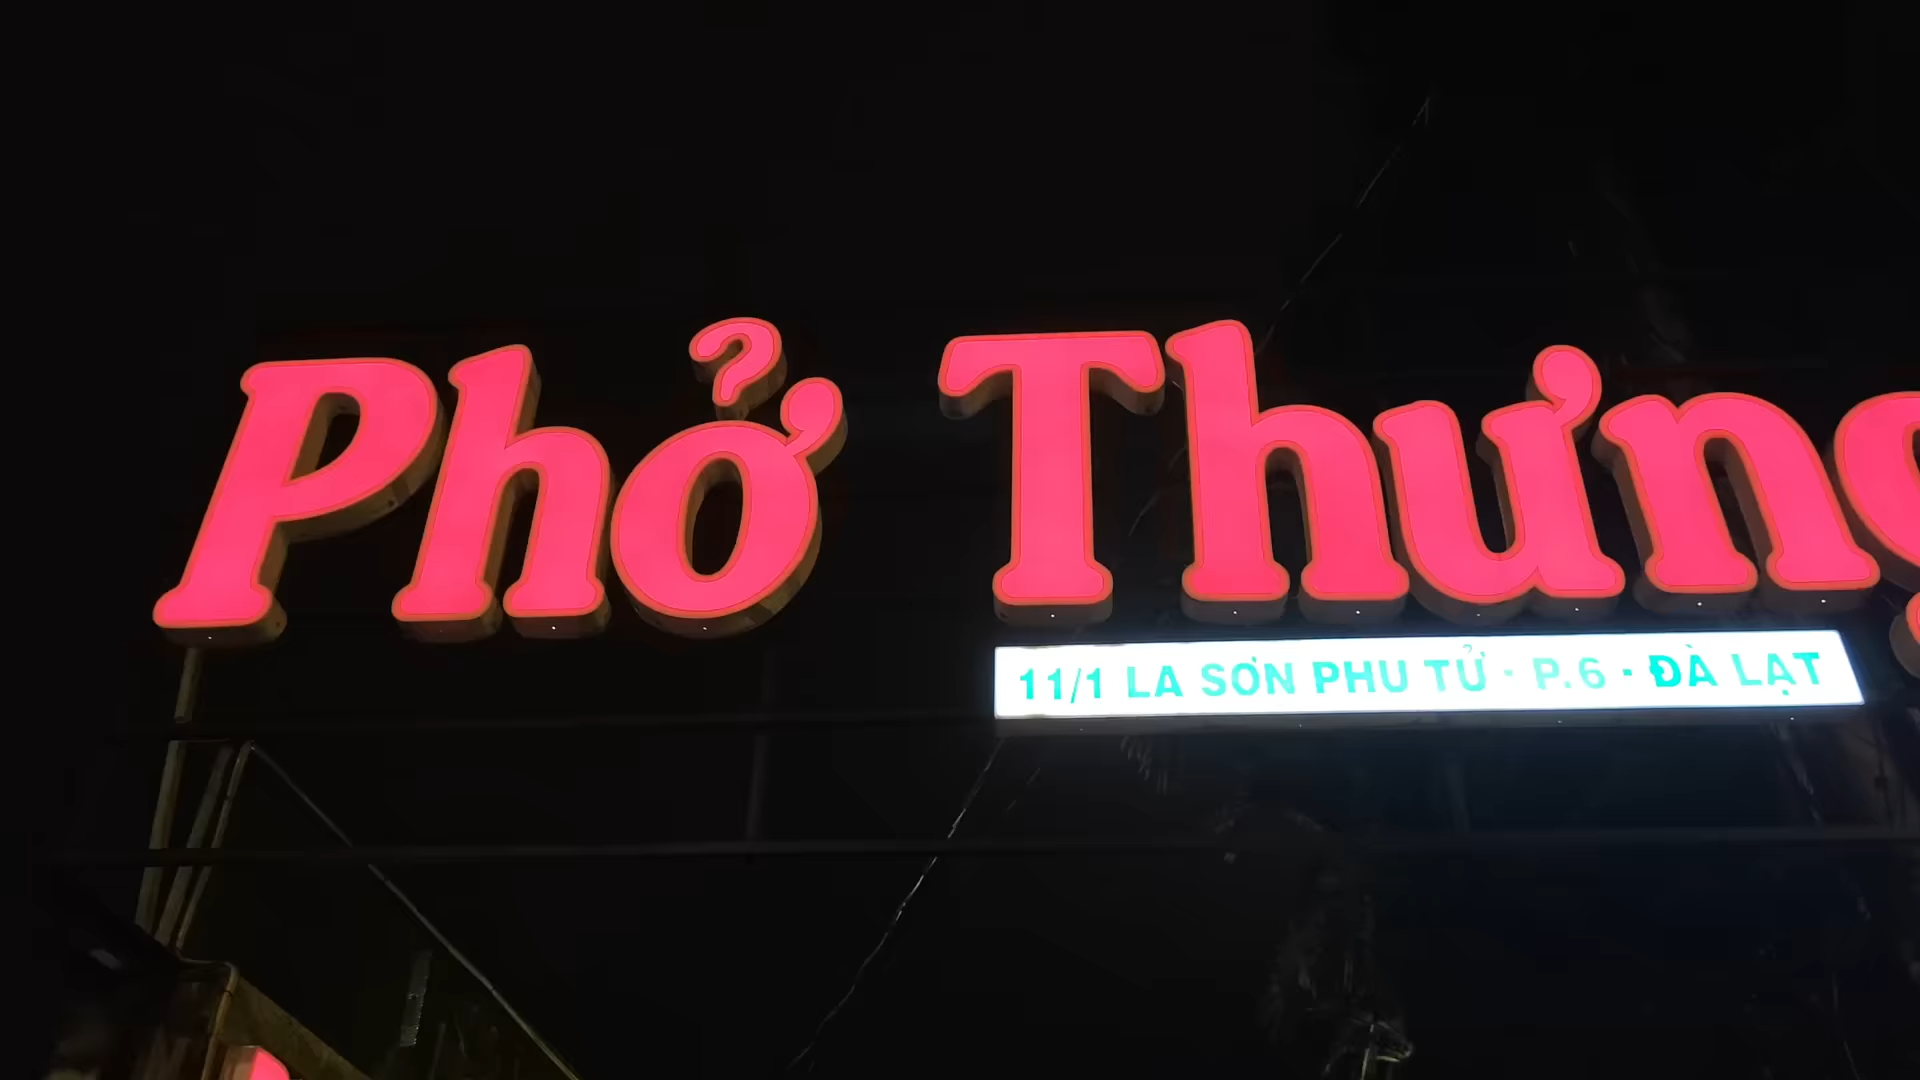 Phở Thưng
11/1 LA SƠN PHU TỬ · P.6 · ĐÀ LẠT